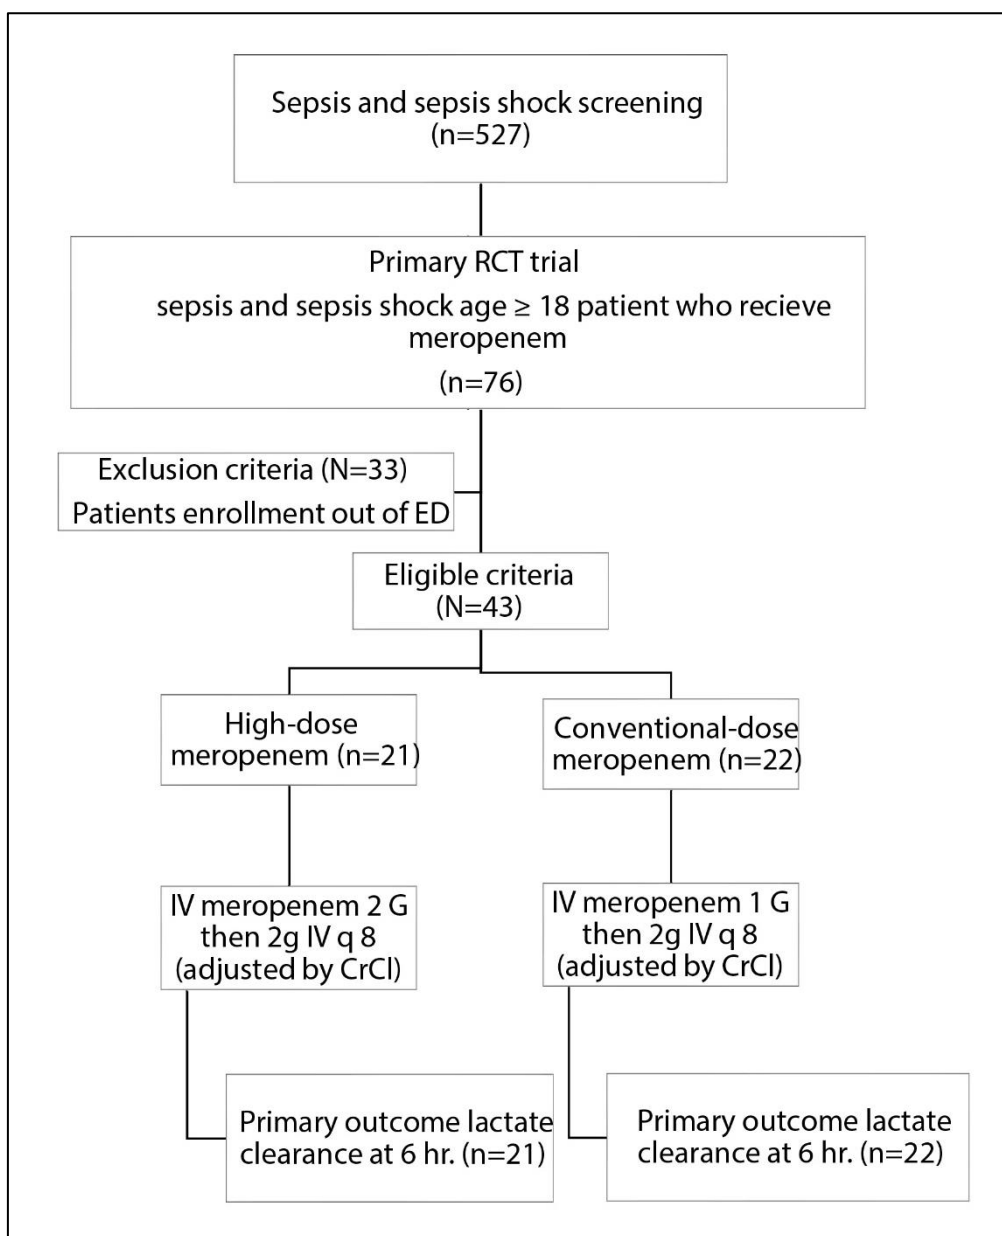 Sepsis and sepsis shock screening
(n=527)
Primary RCT trial
sepsis and sepsis shock age ≥ 18 patient who recieve
meropenem
(n=76)
Exclusion criteria (N=33)
Patients enrollment out of ED
Eligible criteria
(N=43)
High-dose
meropenem (n=21)
Conventional-dose
meropenem (n=22)
IV meropenem 2 G
then 2g IV q 8
(adjusted by CrCl)
IV meropenem 1 G
then 2g IV q 8
(adjusted by CrCl)
Primary outcome lactate
clearance at 6 hr. (n=21)
Primary outcome lactate
clearance at 6 hr. (n=22)